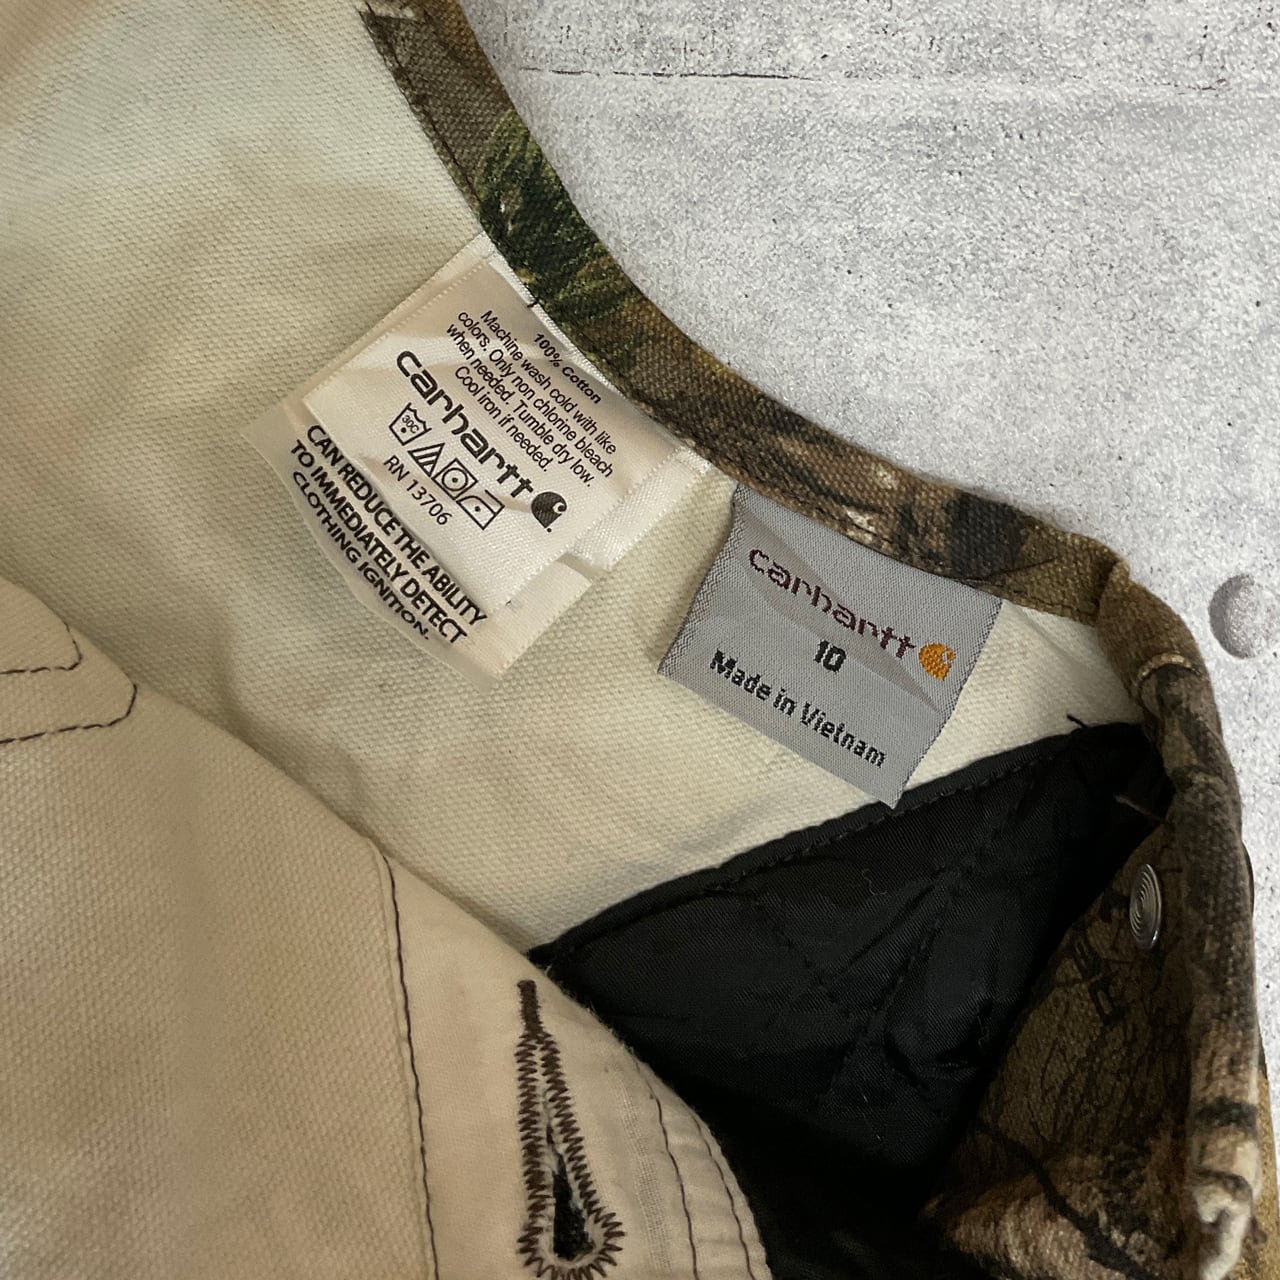 100% Cotton
Machine wash cold with like
colors. Only non chlorine bleach
when needed. Tumble dry low.
Cool iron if needed.
carhartt
30C
RN 13706
CAN REDUCE THE ABILITY
TO IMMEDIATELY DETECT
CLOTHING IGNITION.
carhartt
10
Made in Vietnam